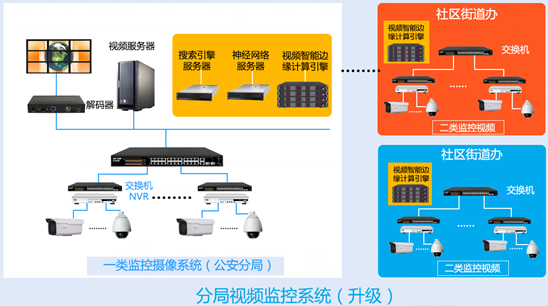 视频服务器
解码器
搜索引擎
服务器
神经网络
服务器
视频智能边
缘计算引擎
交换机
NVR
一类监控摄像系统（公安分局）
社区街道办
视频智能边
缘计算引擎
交换机
二类监控视频
社区街道办
视频智能边
缘计算引擎
交换机
二类监控视频
分局视频监控系统（升级）